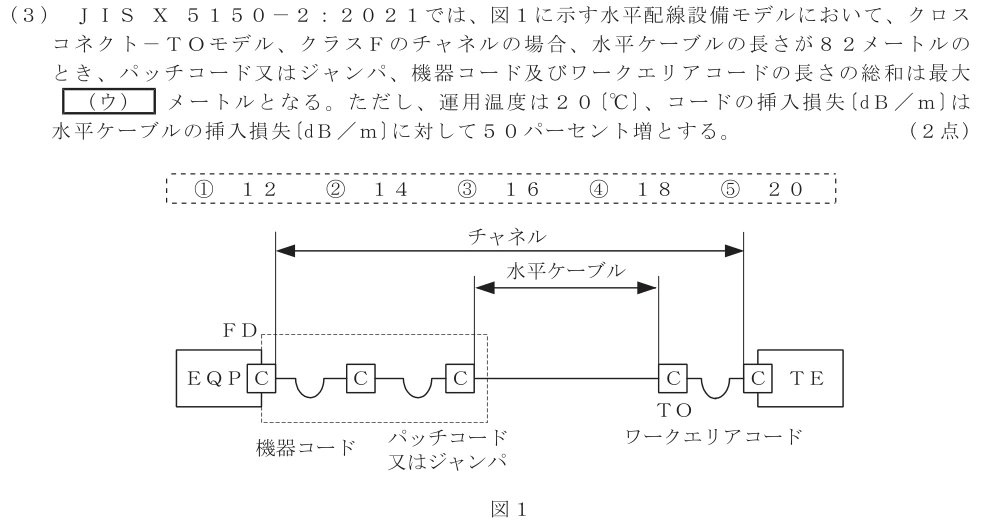 (3) ＪＩＳ Ｘ ５１５０－２：２０２１では、図１に示す水平配線設備モデルにおいて、クロス
コネクト－ＴＯモデル、クラスＦのチャネルの場合、水平ケーブルの長さが８２メートルの
とき、パッチコード又はジャンパ、機器コード及びワークエリアコードの長さの総和は最大
（ウ） メートルとなる。ただし、運用温度は２０〔℃〕、コードの挿入損失〔ｄＢ／ｍ〕は
水平ケーブルの挿入損失〔ｄＢ／ｍ〕に対して５０パーセント増とする。 （２点）
① １２ ② １４ ③ １６ ④ １８ ⑤ ２０
チャネル
水平ケーブル
ＦＤ
ＥＱＰ Ｃ Ｃ Ｃ Ｃ Ｃ ＴＥ
ＴＯ
機器コード パッチコード ワークエリアコード
又はジャンパ
図１